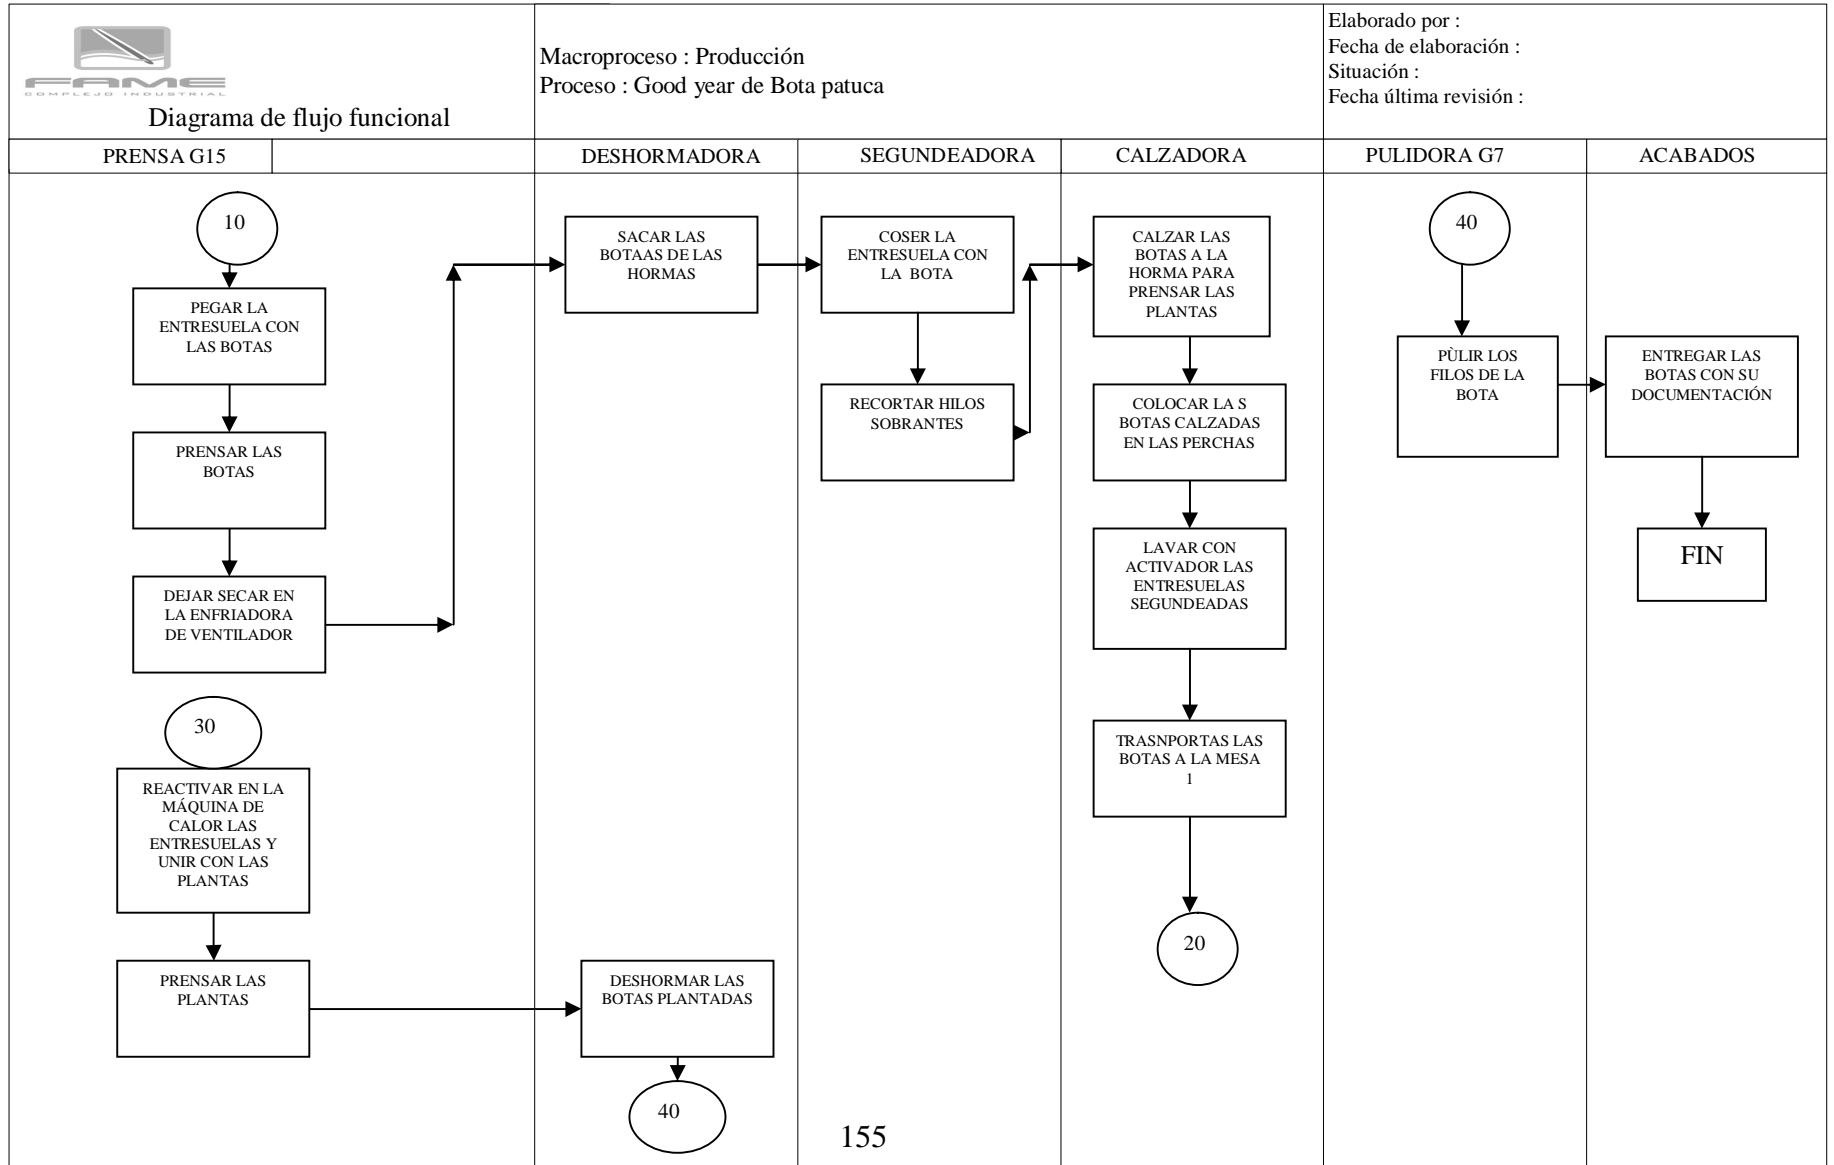 FAME
COMPLEJO INDUSTRIAL
Diagrama de flujo funcional
Macroproceso : Producción
Proceso : Good year de Bota patuca
Elaborado por :
Fecha de elaboración :
Situación :
Fecha última revisión :
PRENSA G15
DESHORMADORA
SEGUNDEADORA
CALZADORA
PULIDORA G7
ACABADOS
10
PEGAR LA
ENTRESUELA CON
LAS BOTAS
PRENSAR LAS
BOTAS
DEJAR SECAR EN
LA ENFRIADORA
DE VENTILADOR
30
REACTIVAR EN LA
MÁQUINA DE
CALOR LAS
ENTRESUELAS Y
UNIR CON LAS
PLANTAS
PRENSAR LAS
PLANTAS
SACAR LAS
BOTAAS DE LAS
HORMAS
DESHORMAR LAS
BOTAS PLANTADAS
40
COSER LA
ENTRESUELA CON
LA BOTA
RECORTAR HILOS
SOBRANTES
CALZAR LAS
BOTAS A LA
HORMA PARA
PRENSAR LAS
PLANTAS
COLOCAR LA S
BOTAS CALZADAS
EN LAS PERCHAS
LAVAR CON
ACTIVADOR LAS
ENTRESUELAS
SEGUNDEADAS
TRASNPORTAS LAS
BOTAS A LA MESA
1
20
40
PÙLIR LOS
FILOS DE LA
BOTA
ENTREGAR LAS
BOTAS CON SU
DOCUMENTACIÓN
FIN
155